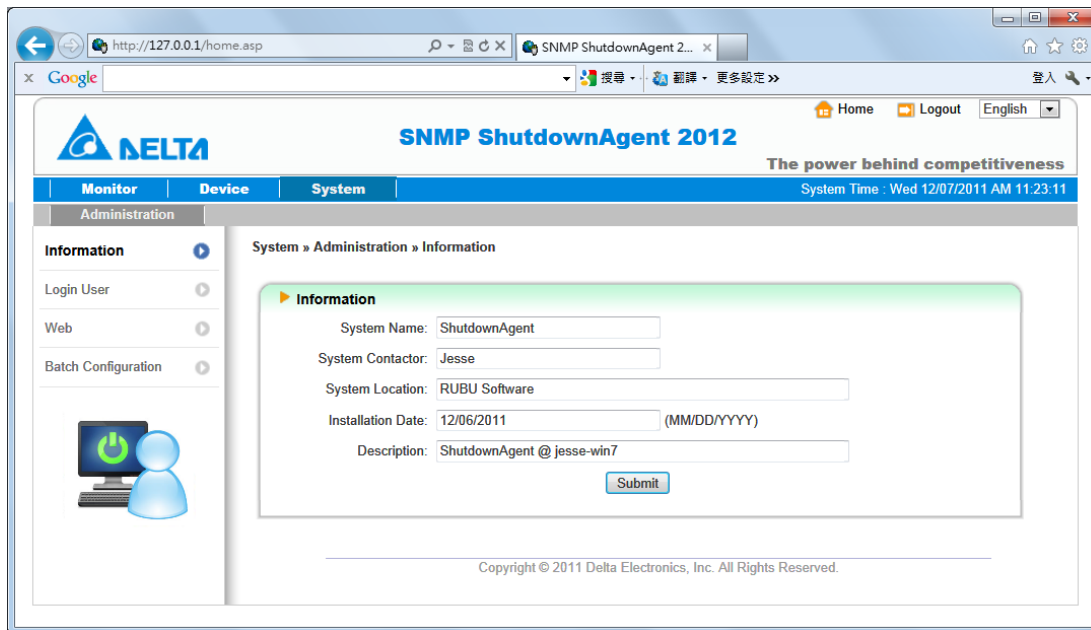 http://127.0.0.1/home.asp SNMP ShutdownAgent 2...
Google 搜尋 翻譯 更多設定 登入
Home Logout English
DELTA SNMP ShutdownAgent 2012
The power behind competitiveness
Monitor Device System System Time : Wed 12/07/2011 AM 11:23:11
Administration
Information System » Administration » Information
Login User
Information
Web System Name: ShutdownAgent
System Contactor: Jesse
Batch Configuration
System Location: RUBU Software
Installation Date: 12/06/2011 (MM/DD/YYYY)
Description: ShutdownAgent @ jesse-win7
Submit
Copyright © 2011 Delta Electronics, Inc. All Rights Reserved.